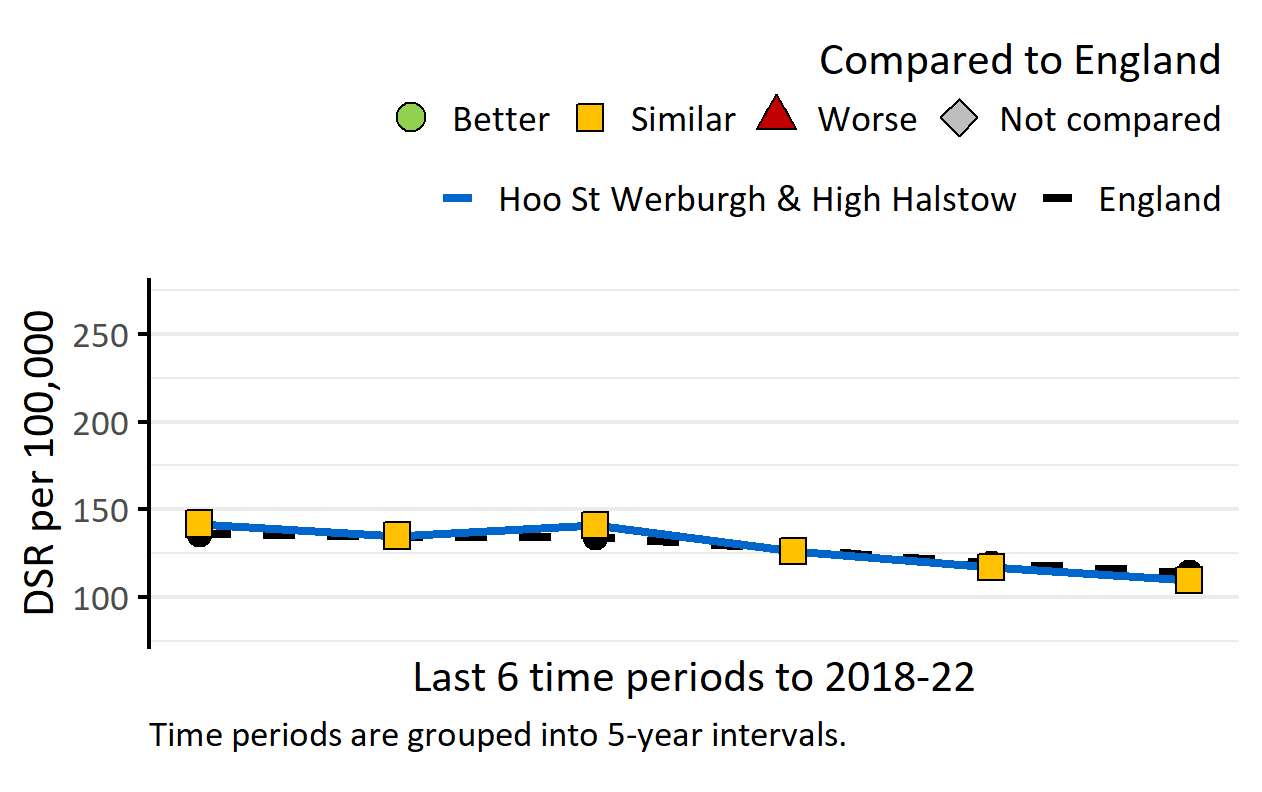 Compared to England
Better Similar Worse Not compared
Hoo St Werburgh & High Halstow England
DSR per 100,000
250
200
150
100
Last 6 time periods to 2018-22
Time periods are grouped into 5-year intervals.